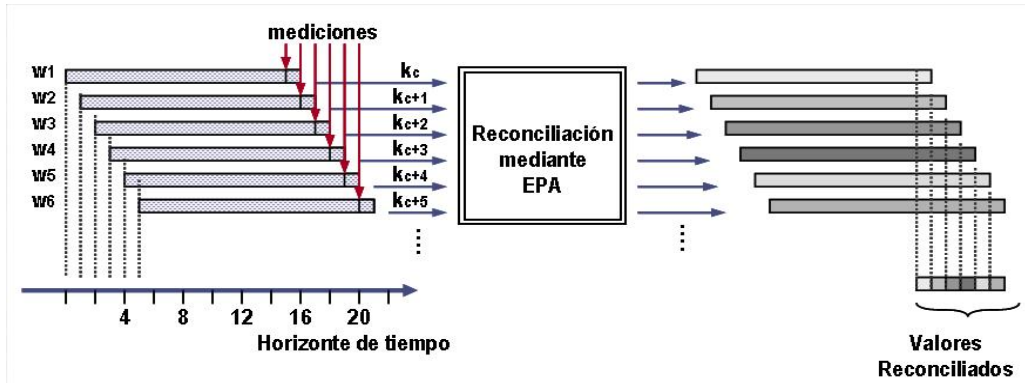 mediciones
w1
w2
w3
w4
w5
w6
kc
kc+1
kc+2
kc+3
kc+4
kc+5
Reconciliación
mediante
EPA
4 8 12 16 20
Horizonte de tiempo
Valores
Reconciliados